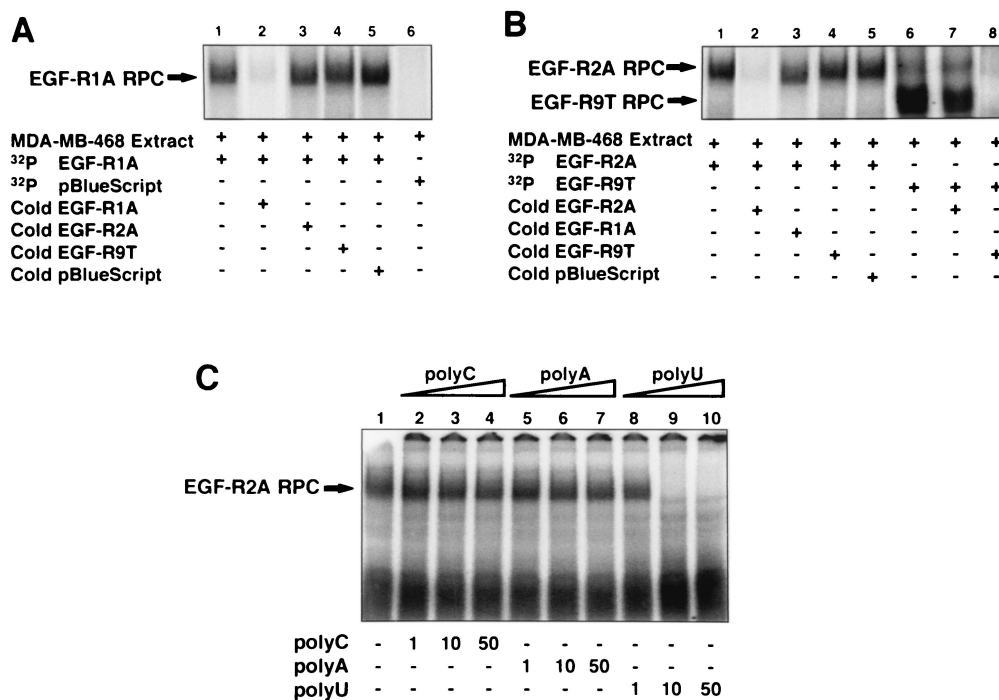 A
1 2 3 4 5 6
EGF-R1A RPC
MDA-MB-468 Extract + + + + + +
32P EGF-R1A + + + + + -
32P pBlueScript - - - - - +
Cold EGF-R1A - + - - - -
Cold EGF-R2A - - + - - -
Cold EGF-R9T - - - + - -
Cold pBlueScript - - - - + -
B
1 2 3 4 5 6 7 8
EGF-R2A RPC
EGF-R9T RPC
MDA-MB-468 Extract + + + + + + + +
32P EGF-R2A + + + + + - - -
32P EGF-R9T - - - - - + + +
Cold EGF-R2A - + - - - - + -
Cold EGF-R1A - - + - - - - -
Cold EGF-R9T - - - + - - - +
Cold pBlueScript - - - - + - - -
C
polyC polyA polyU
1 2 3 4 5 6 7 8 9 10
EGF-R2A RPC
polyC - 1 10 50 - - - - - -
polyA - - - - 1 10 50 - - -
polyU - - - - - - - 1 10 50